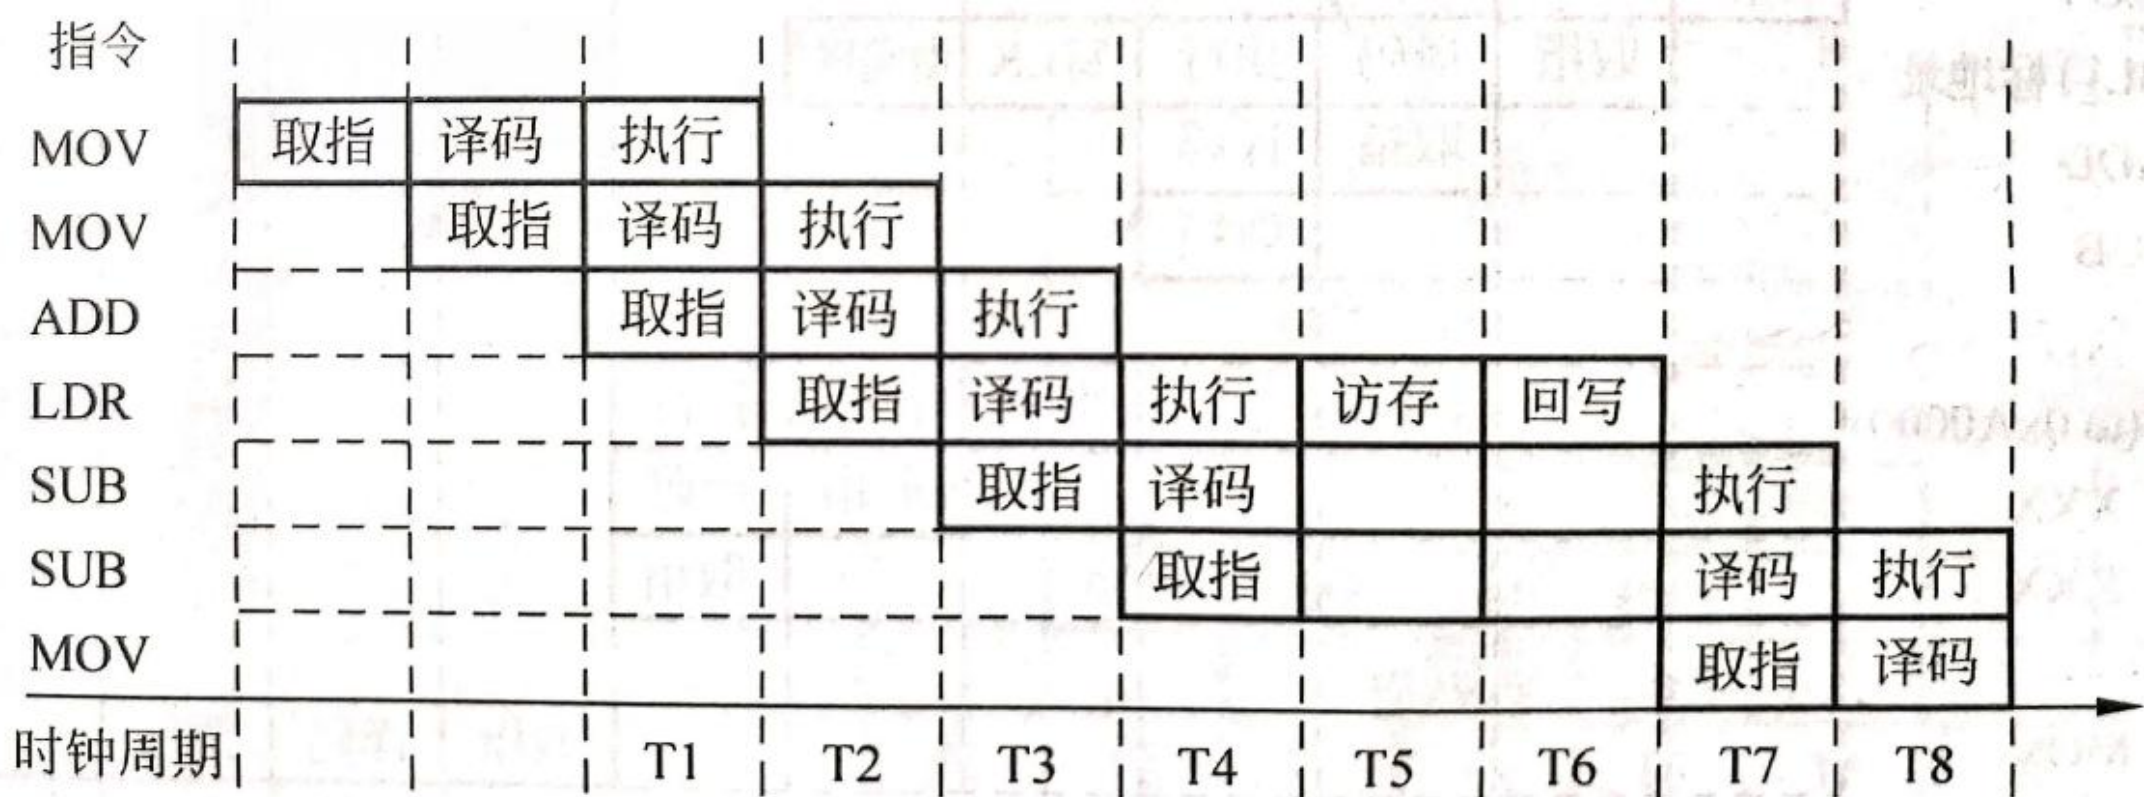 指令
MOV 取指 译码 执行
MOV 取指 译码 执行
ADD 取指 译码 执行
LDR 取指 译码 执行 访存 回写
SUB 取指 译码 执行
SUB 取指 译码 执行
MOV 取指 译码
时钟周期 T1 T2 T3 T4 T5 T6 T7 T8